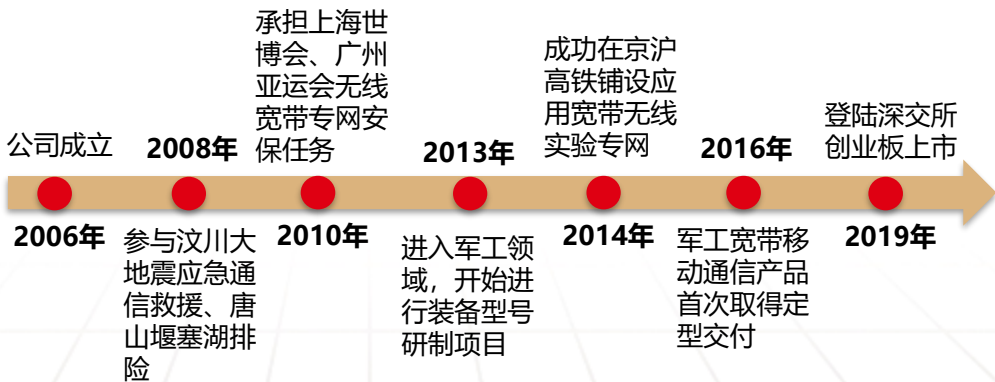 公司成立
2006年
2008年
参与汶川大
地震应急通
信救援、唐
山堰塞湖排
险
承担上海世
博会、广州
亚运会无线
宽带专网安
保任务
2010年
2013年
进入军工领
域，开始进
行装备型号
研制项目
成功在京沪
高铁铺设应
用宽带无线
实验专网
2014年
2016年
军工宽带移
动通信产品
首次取得定
型交付
登陆深交所
创业板上市
2019年